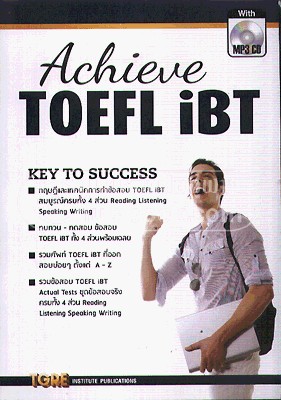 With
MP3 CD
Achieve
TOEFL iBT
KEY TO SUCCESS
ทฤษฎีและเทคนิคการทำข้อสอบ TOEFL iBT
สมบูรณ์ครบทั้ง 4 ส่วน Reading Listening
Speaking Writing
ทบทวน - ทดสอบ ข้อสอบ
TOEFL iBT ทั้ง 4 ส่วนพร้อมเฉลย
รวมศัพท์ TOEFL iBT ที่ออก
สอบบ่อยๆ ตั้งแต่ A - Z
รวมข้อสอบ TOEFL iBT
Actual Tests ชุดข้อสอบจริง
ครบทั้ง 4 ส่วน Reading
Listening Speaking Writing
TGRE INSTITUTE PUBLICATIONS